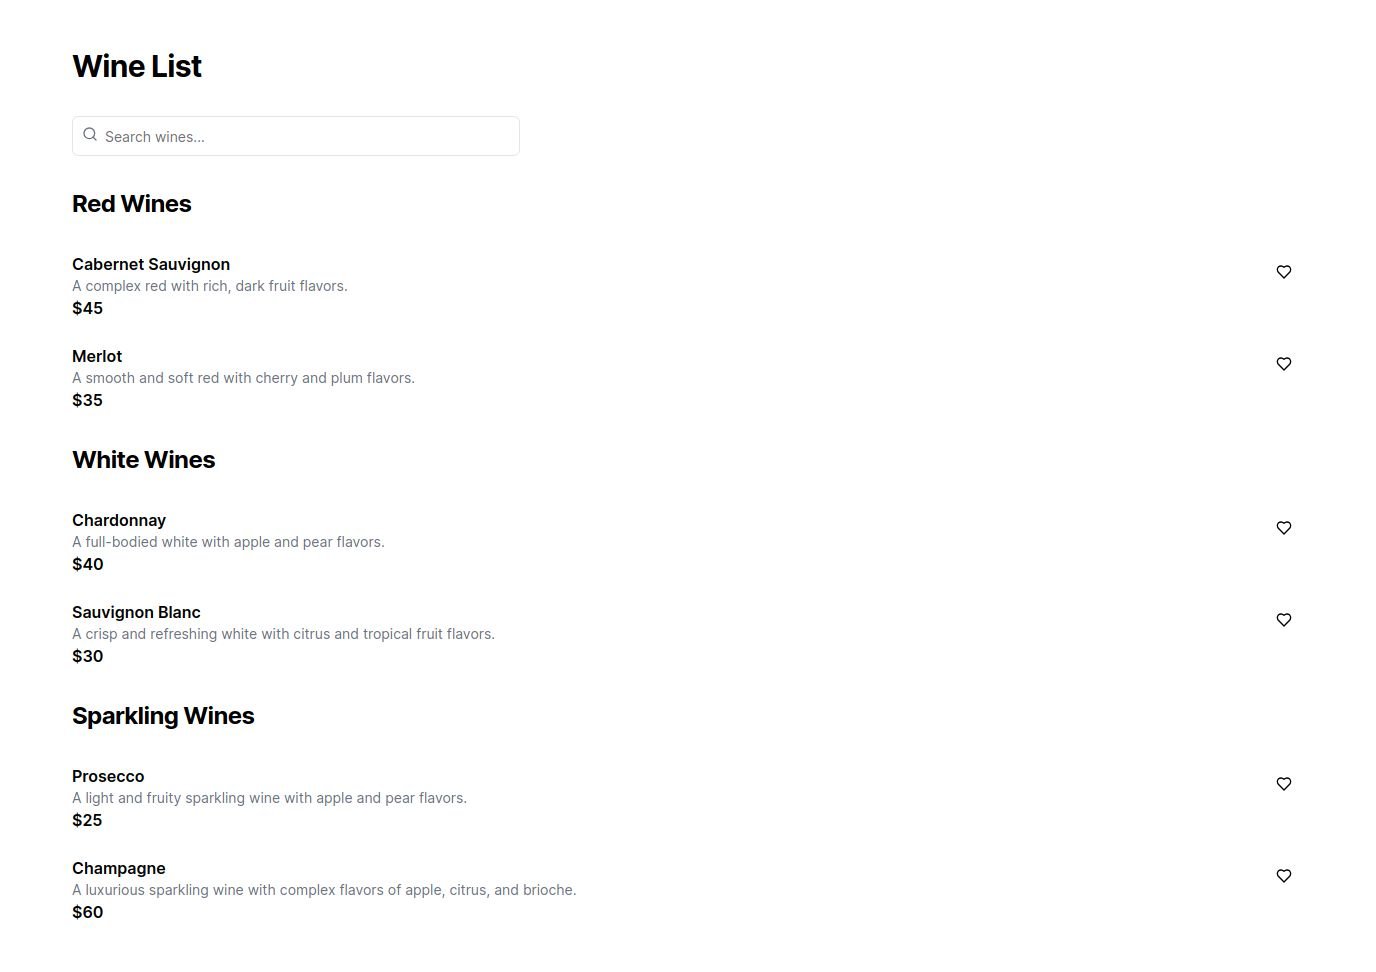 Wine List
Search wines...
Red Wines
Cabernet Sauvignon
A complex red with rich, dark fruit flavors.
$45
Merlot
A smooth and soft red with cherry and plum flavors.
$35
White Wines
Chardonnay
A full-bodied white with apple and pear flavors.
$40
Sauvignon Blanc
A crisp and refreshing white with citrus and tropical fruit flavors.
$30
Sparkling Wines
Prosecco
A light and fruity sparkling wine with apple and pear flavors.
$25
Champagne
A luxurious sparkling wine with complex flavors of apple, citrus, and brioche.
$60